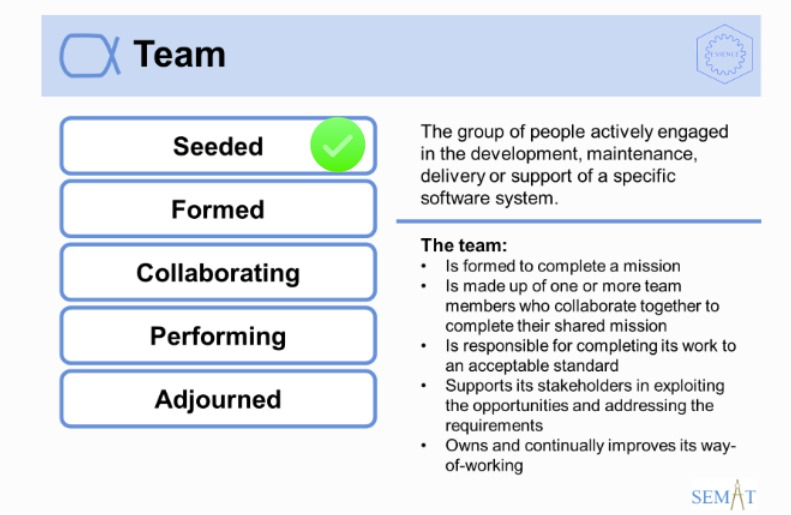 Team
ESSENCE
Seeded
Formed
Collaborating
Performing
Adjourned
The group of people actively engaged
in the development, maintenance,
delivery or support of a specific
software system.
The team:
• Is formed to complete a mission
• Is made up of one or more team
members who collaborate together to
complete their shared mission
• Is responsible for completing its work to
an acceptable standard
• Supports its stakeholders in exploiting
the opportunities and addressing the
requirements
• Owns and continually improves its way-
of-working
SEMAT